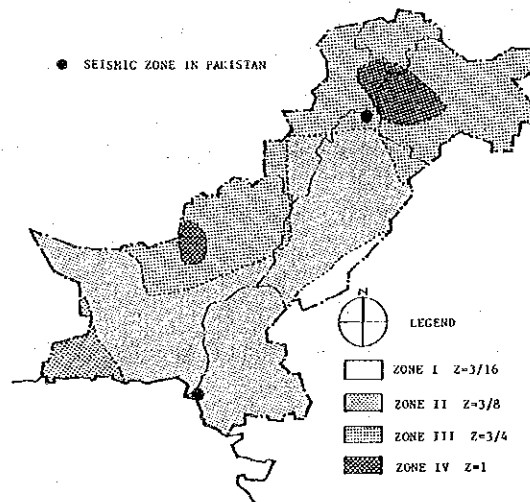 SEISMIC ZONE IN PAKISTAN
N
LEGEND
ZONE I Z=3/16
ZONE II Z=3/8
ZONE III Z=3/4
ZONE IV Z=1